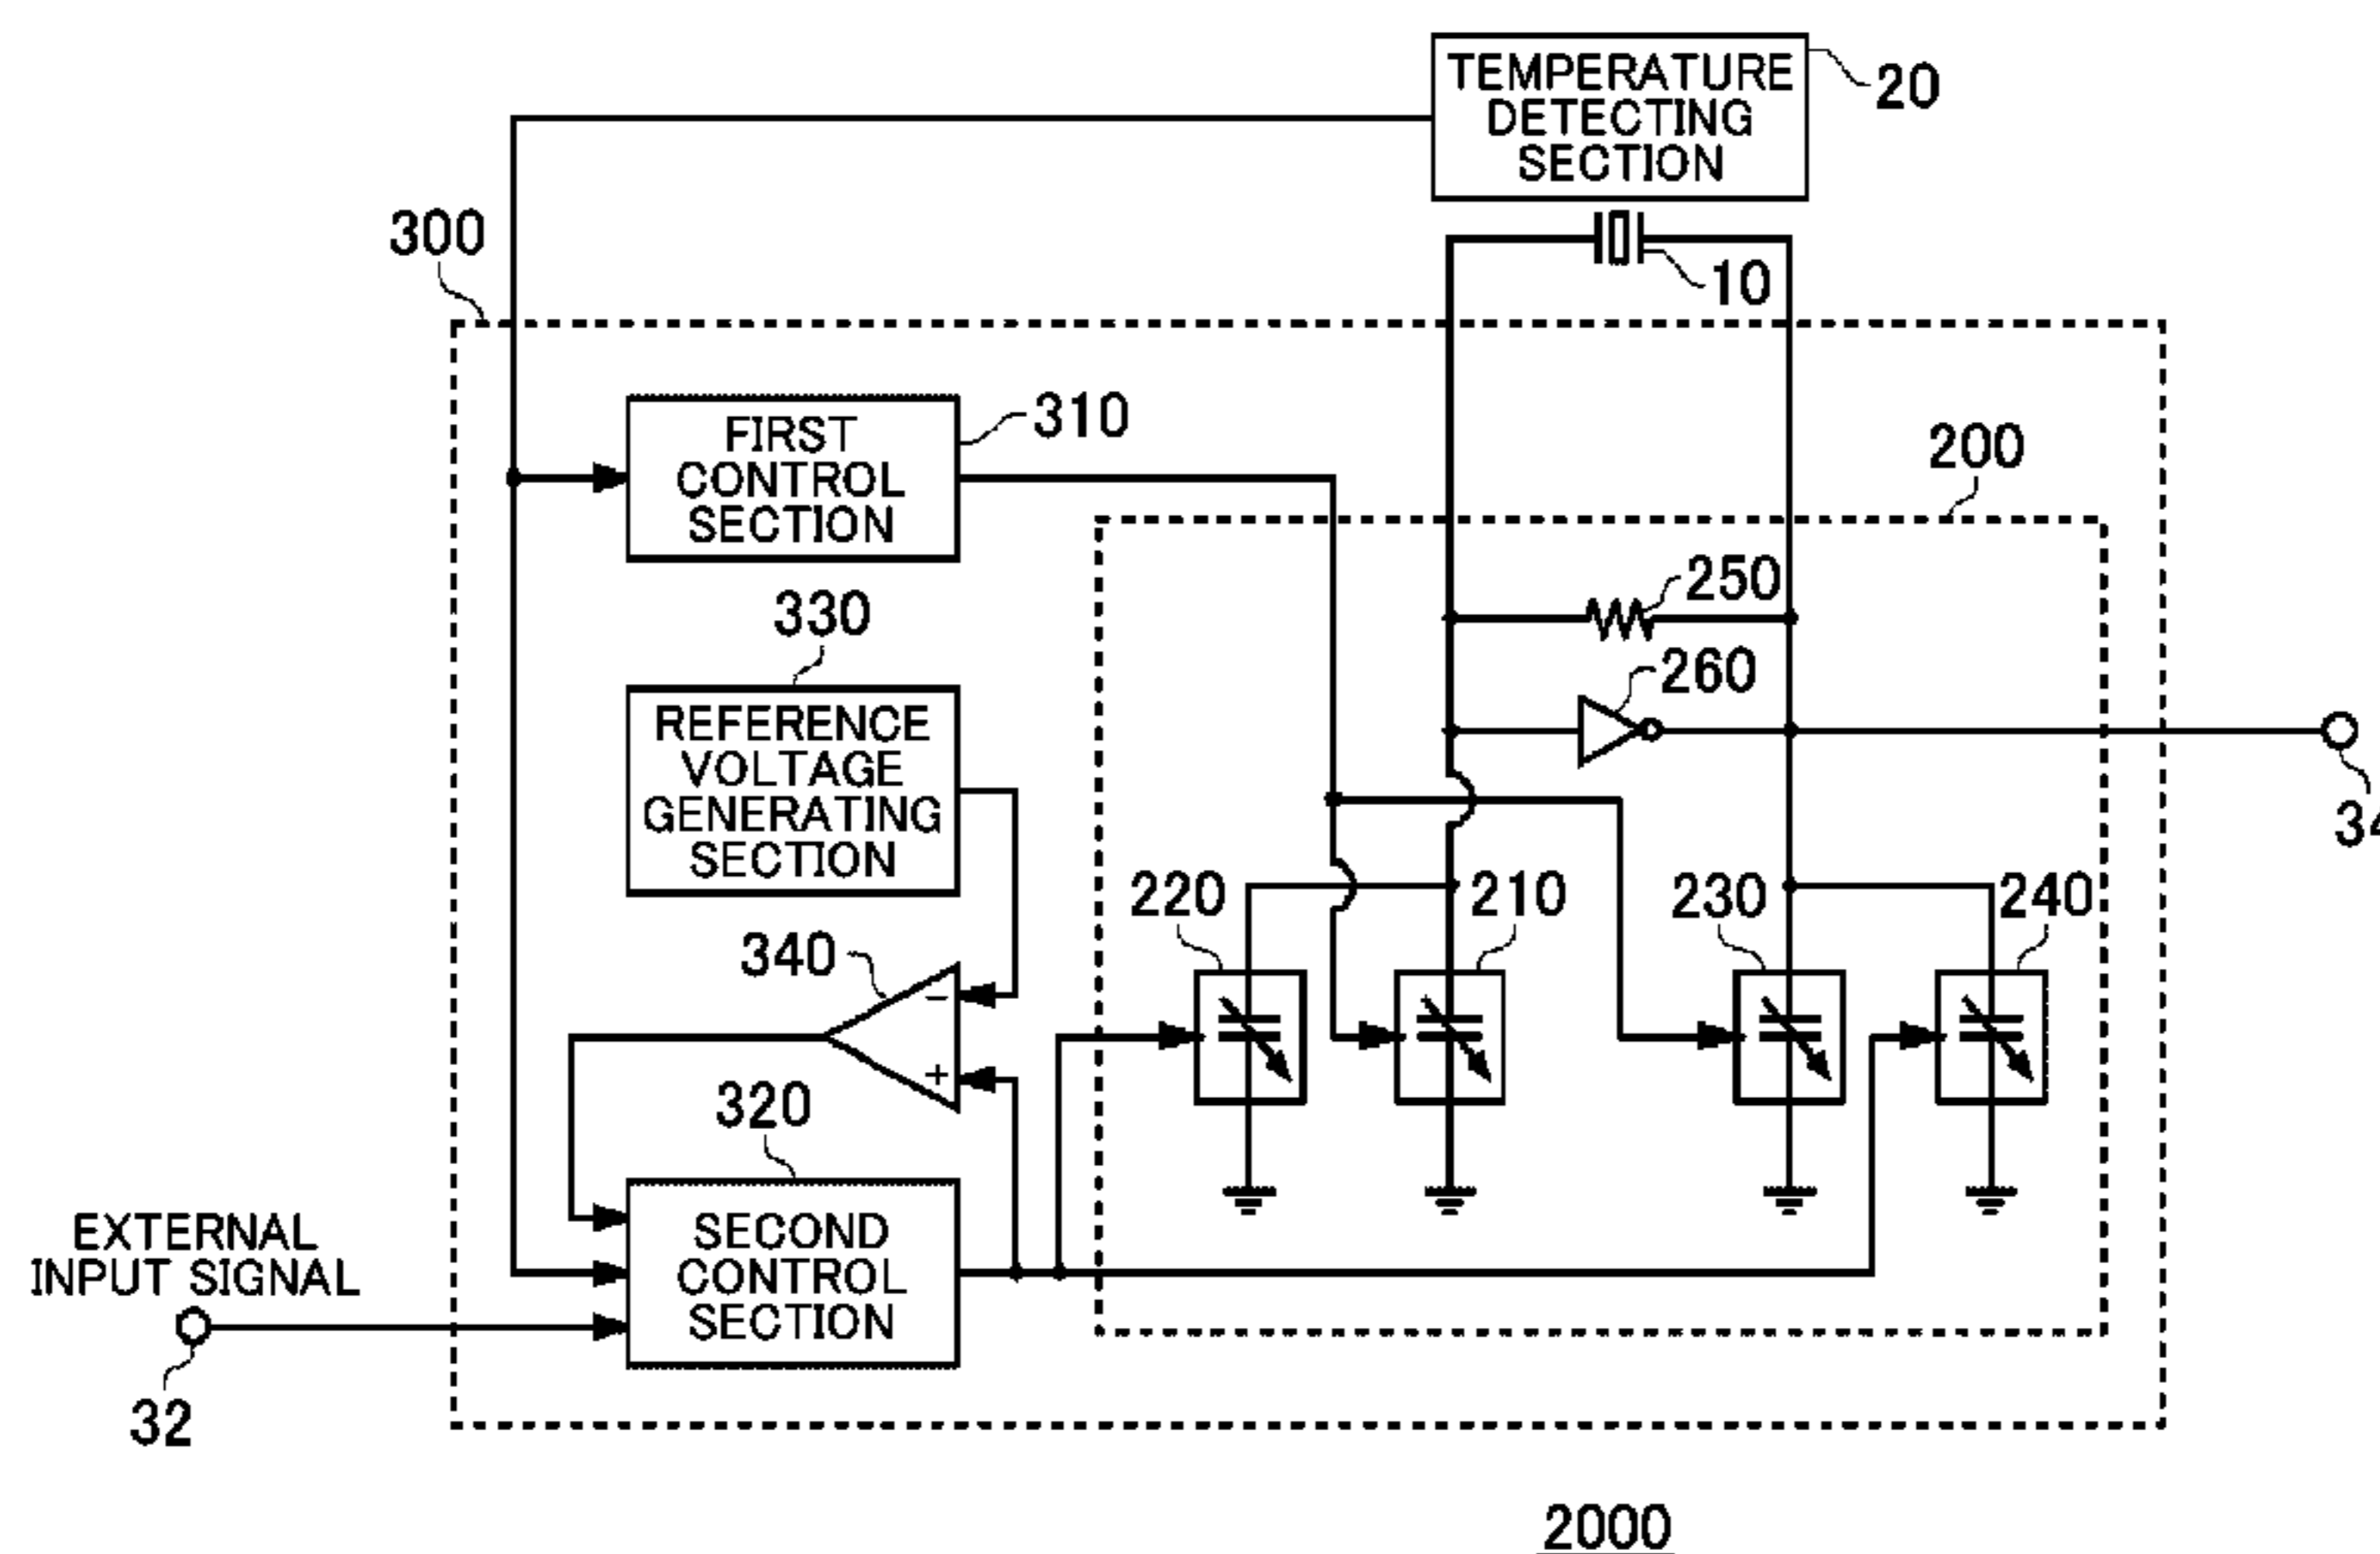 TEMPERATURE
DETECTING
SECTION
20
10
300
FIRST
CONTROL
SECTION
310
200
250
260
330
REFERENCE
VOLTAGE
GENERATING
SECTION
34
340
−
+
220
210
230
240
320
SECOND
CONTROL
SECTION
EXTERNAL
INPUT SIGNAL
32
2000